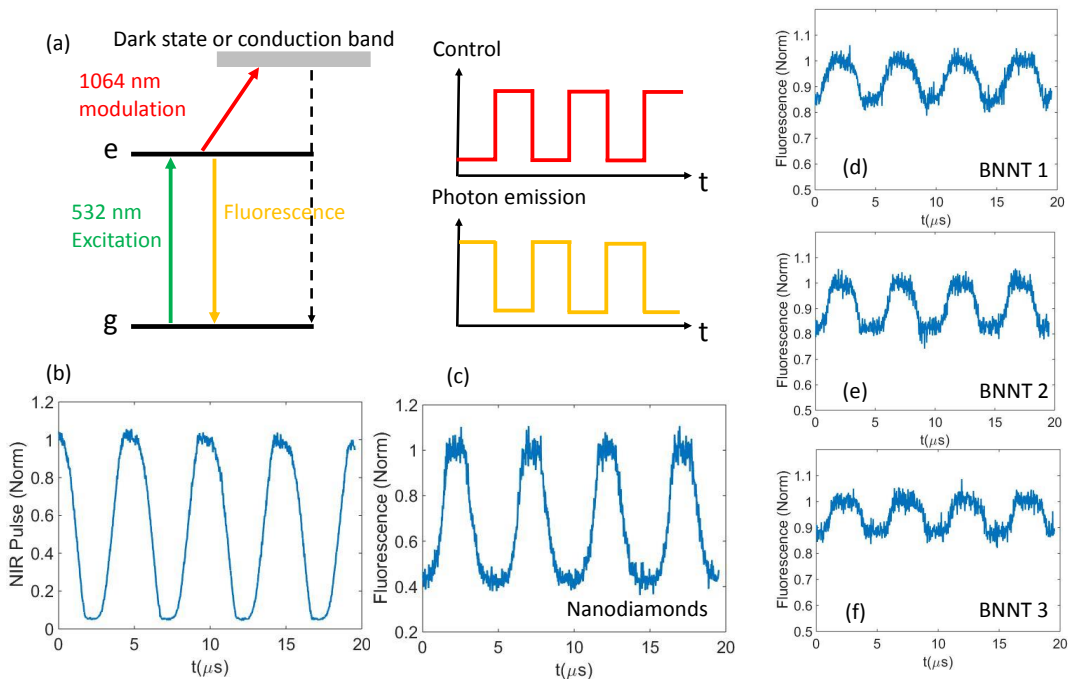 (a)
Dark state or conduction band
1064 nm
modulation
e
532 nm
Excitation
Fluorescence
g
Control
t
Photon emission
t
(b)
1.2
1
0.8
0.6
0.4
0.2
0
NIR Pulse (Norm)
0 5 10 15 20
t(μs)
(c)
1.2
1
0.8
0.6
0.4
0.2
Fluorescence (Norm)
Nanodiamonds
0 5 10 15 20
t(μs)
1.1
1
0.9
0.8
0.7
0.6
0.5
Fluorescence (Norm)
(d)
BNNT 1
0 5 10 15 20
t(μs)
1.1
1
0.9
0.8
0.7
0.6
0.5
Fluorescence (Norm)
(e)
BNNT 2
0 5 10 15 20
t(μs)
1.1
1
0.9
0.8
0.7
0.6
0.5
Fluorescence (Norm)
(f)
BNNT 3
0 5 10 15 20
t(μs)